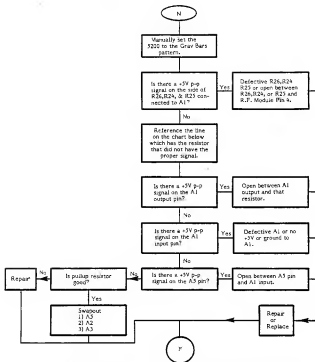 N
Manually set the
5200 to the Gray Bars
pattern.
Is there a +5V p-p
signal on the side of
R26,R24, & R25 con-
nected to A1?
Yes
Defective R26,R24
R25 or open between
R26,R24, or R25 and
R.F. Module Pin 4.
No
Reference the line
on the chart below
which has the resistor
that did not have the
proper signal.
Is there a +5V p-p
signal on the A1
output pin?
Yes
Open between A1
output and that
resistor.
No
Is there a +5V p-p
signal on the A1
input pin?
Yes
Defective A1 or no
+5V or ground to
A1.
No
Is there a +5V p-p
signal on the A3 pin?
Yes
Open between A3 pin
and A1 input.
No
Is pullup resistor
good?
No
Repair
Yes
Swapout
1) A3
2) A2
3) A5
Repair
or
Replace